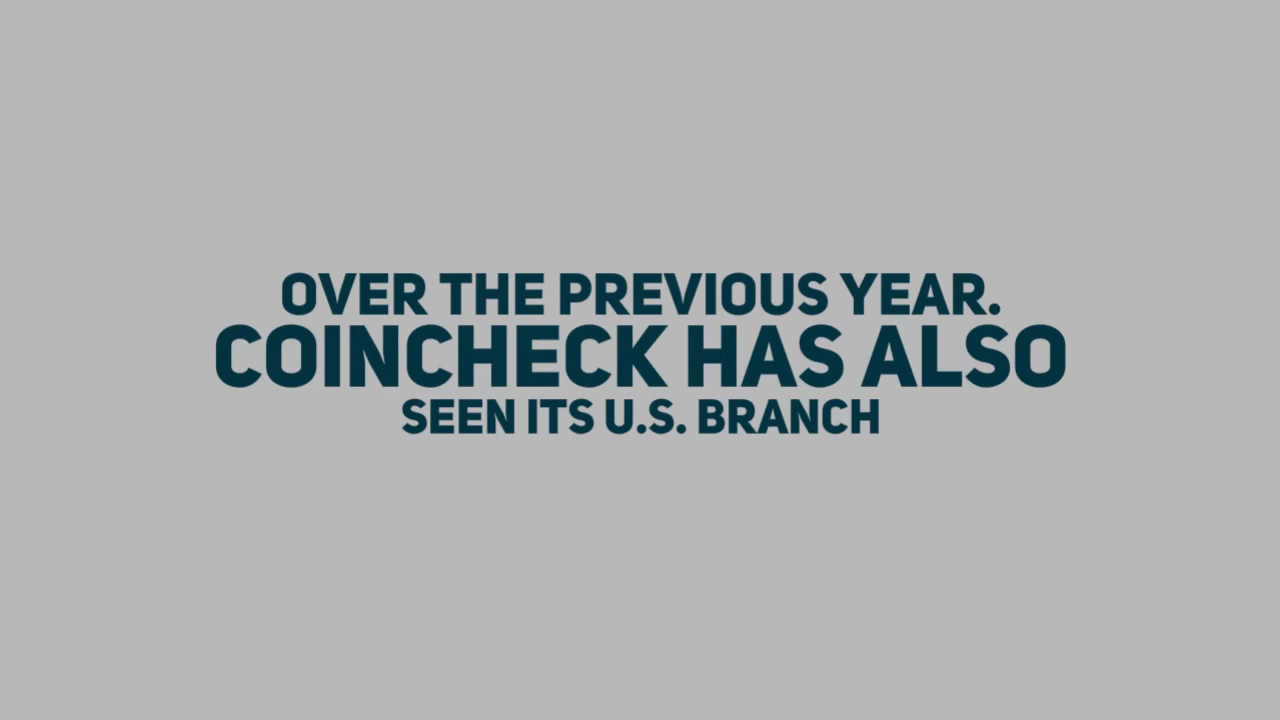 OVER THE PREVIOUS YEAR.
COINCHECK HAS ALSO
SEEN ITS U.S. BRANCH